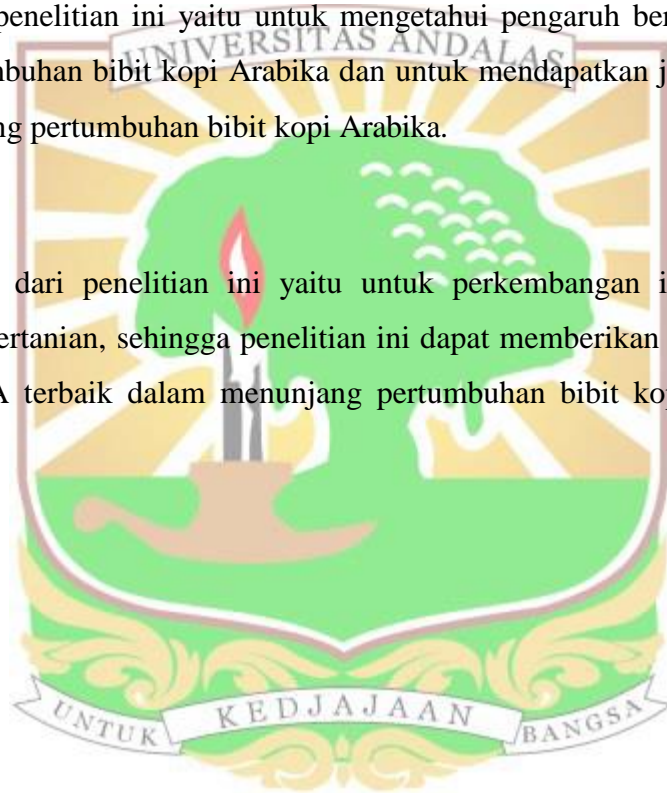 penelitian ini yaitu untuk mengetahui pengaruh
UNIVERSITAS ANDALAS
buhan bibit kopi Arabika dan untuk mendapatkan
ng pertumbuhan bibit kopi Arabika.
dari penelitian ini yaitu untuk perkembangan
ertanian, sehingga penelitian ini dapat memberikan
A terbaik dalam menunjang pertumbuhan bibit
UNTUK KEDJAJAAN BANGSA